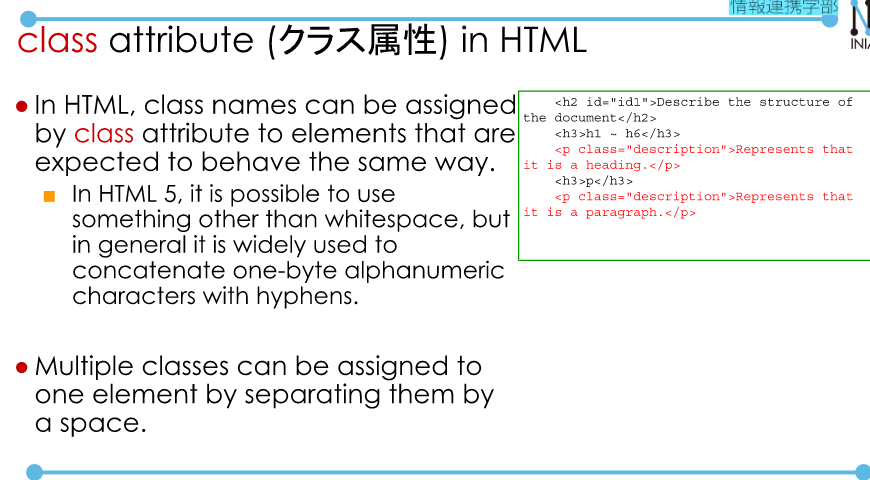 情報連携学部
class attribute (クラス属性) in HTML
INIA
● In HTML, class names can be assigned
by class attribute to elements that are
expected to behave the same way.
■ In HTML 5, it is possible to use
something other than whitespace, but
in general it is widely used to
concatenate one-byte alphanumeric
characters with hyphens.
● Multiple classes can be assigned to
one element by separating them by
a space.
<h2 id="id1">Describe the structure of
the document</h2>
<h3>h1 ~ h6</h3>
<p class="description">Represents that
it is a heading.</p>
<h3>p</h3>
<p class="description">Represents that
it is a paragraph.</p>